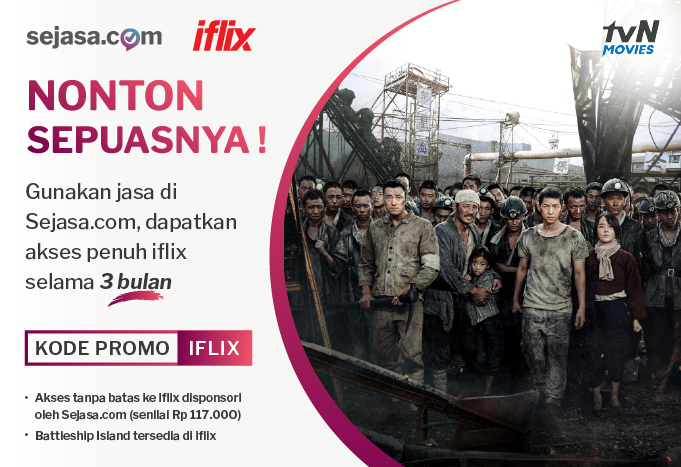 sejasa.com iflix
tvN
MOVIES
NONTON
SEPUASNYA !
Gunakan jasa di
Sejasa.com, dapatkan
akses penuh iflix
selama 3 bulan
KODE PROMO IFLIX
• Akses tanpa batas ke iflix disponsori
oleh Sejasa.com (senilai Rp 117.000)
• Battleship Island tersedia di iflix